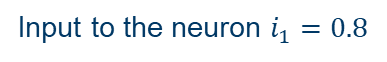 Input to the neuron i₁ = 0.8